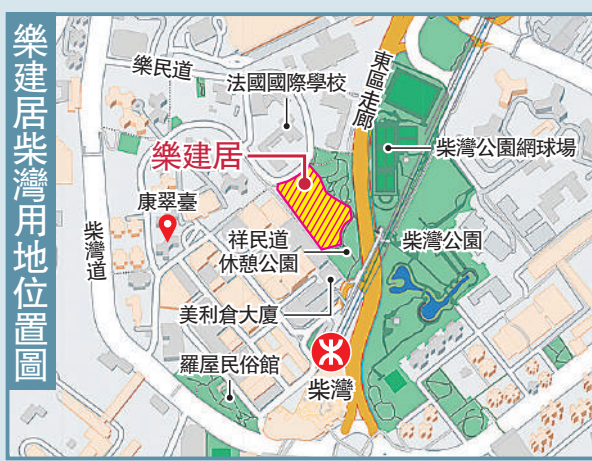 樂建居柴灣用地位置圖
樂民道
法國國際學校
東區走廊
樂建居
柴灣公園網球場
康翠臺
柴灣道
祥民道
休憩公園
柴灣公園
美利倉大廈
羅屋民俗館
柴灣